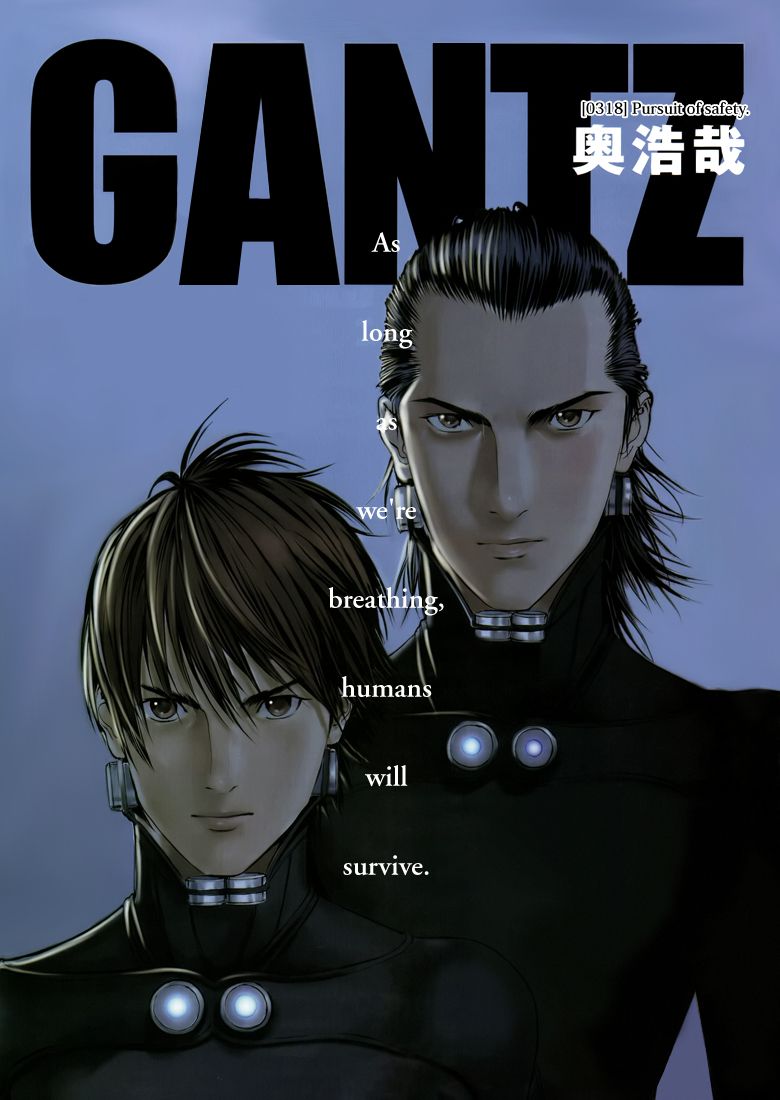 GANTZ
[0318] Pursuit of safety.
奥浩哉
As
long
as
we're
breathing,
humans
will
survive.